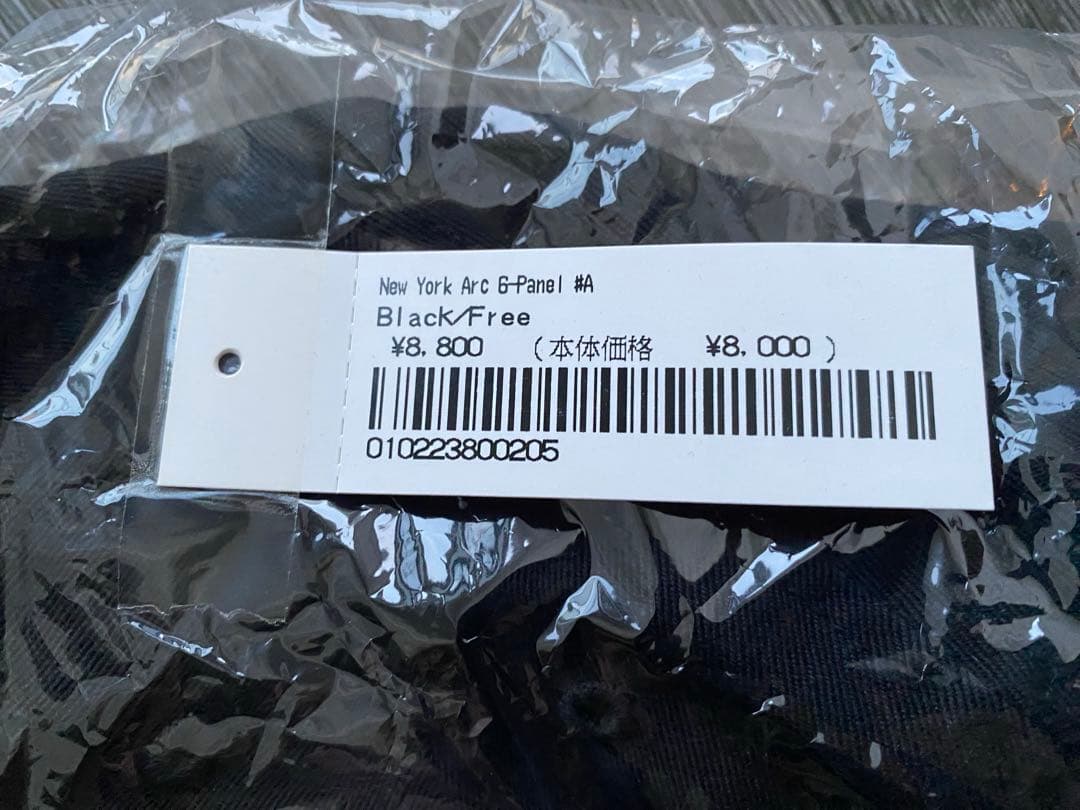 New York Arc 6-Panel #A
Black/Free
¥8,800 (本体価格 ¥8,000 )
010223800205